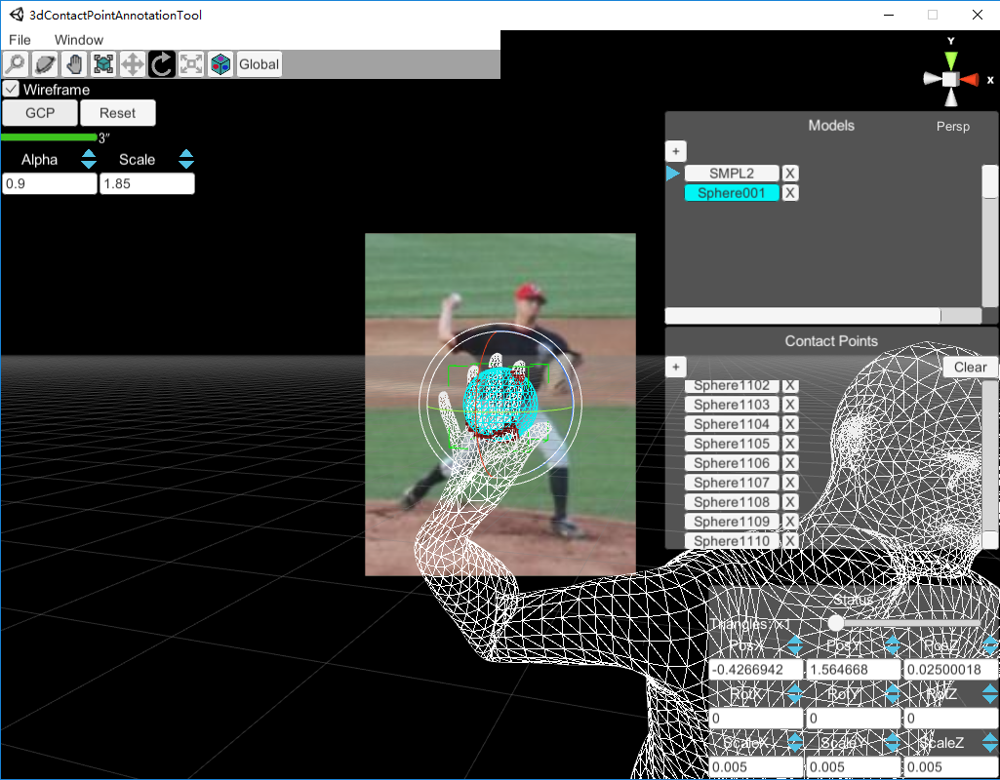 3dContactPointAnnotationTool
File Window
Global
Y
X
Wireframe
GCP Reset
3"
Alpha Scale
0.9 1.85
Models Persp
+
SMPL2 X
Sphere001 X
Contact Points
+ Clear
Sphere1102 X
Sphere1103 X
Sphere1104 X
Sphere1105 X
Sphere1106 X
Sphere1107 X
Sphere1108 X
Sphere1109 X
Sphere1110 X
Status
Triangles: x1
PosX PosY PosZ
-0.4266942 1.564668 0.02500018
RotX RotY RotZ
0 0 0
ScaleX ScaleY ScaleZ
0.005 0.005 0.005